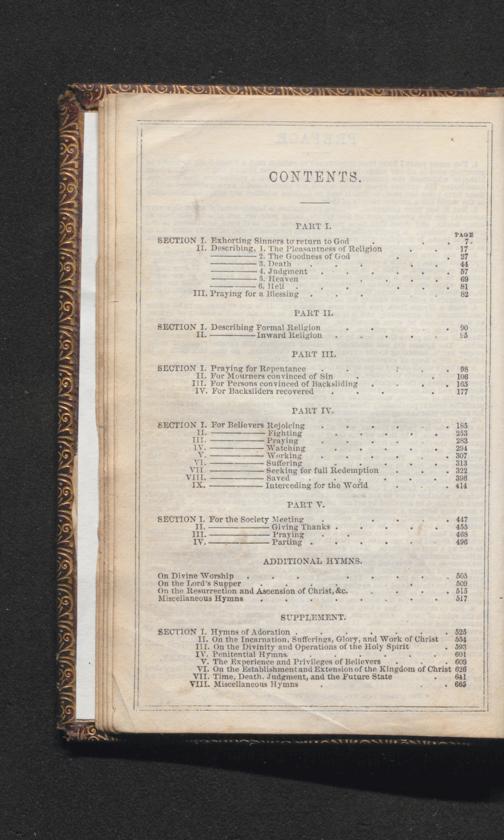 CONTENTS.
PART I.
PAGE
SECTION I. Exhorting Sinners to return to God 7
II. Describing, 1. The Pleasantness of Religion 17
2. The Goodness of God 27
3. Death 44
4. Judgment 57
5. Heaven 69
6. Hell 81
III. Praying for a Blessing 82
PART II.
SECTION I. Describing Formal Religion 90
II. ——— Inward Religion 95
PART III.
SECTION I. Praying for Repentance 98
II. For Mourners convinced of Sin 106
III. For Persons convinced of Backsliding 165
IV. For Backsliders recovered 177
PART IV.
SECTION I. For Believers Rejoicing 185
II. ——— Fighting 253
III. ——— Praying 283
IV. ——— Watching 294
V. ——— Working 307
VI. ——— Suffering 313
VII. ——— Seeking for full Redemption 322
VIII. ——— Saved 396
IX. ——— Interceding for the World 414
PART V.
SECTION I. For the Society Meeting 447
II. ——— Giving Thanks 455
III. ——— Praying 468
IV. ——— Parting 496
ADDITIONAL HYMNS.
On Divine Worship 505
On the Lord's Supper 509
On the Resurrection and Ascension of Christ, &c. 515
Miscellaneous Hymns 517
SUPPLEMENT.
SECTION I. Hymns of Adoration 525
II. On the Incarnation, Sufferings, Glory, and Work of Christ 554
III. On the Divinity and Operations of the Holy Spirit 593
IV. Penitential Hymns 601
V. The Experience and Privileges of Believers 609
VI. On the Establishment and Extension of the Kingdom of Christ 626
VII. Time, Death, Judgment, and the Future State 641
VIII. Miscellaneous Hymns 665